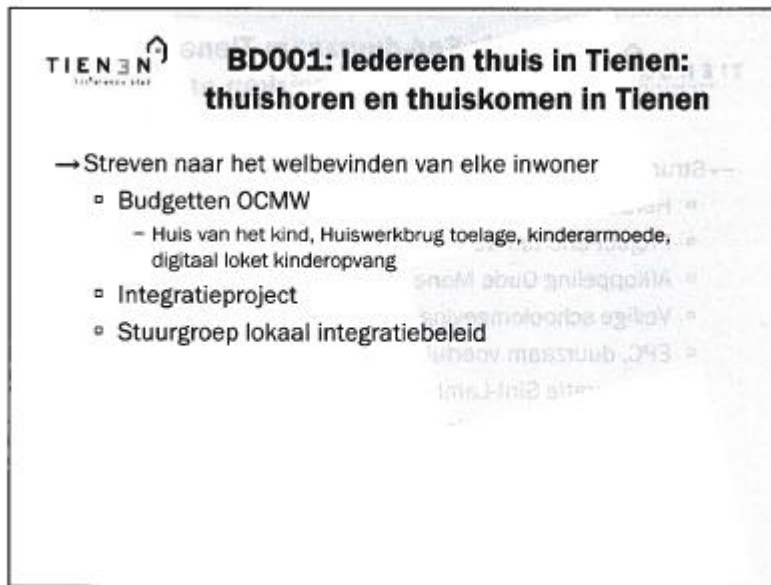 TIENEN
BD001: Iedereen thuis in Tienen:
thuishoren en thuiskomen in Tienen
→ Streven naar het welbevinden van elke inwoner
▫ Budgetten OCMW
– Huis van het kind, Huiswerkbrug toelage, kinderarmoede,
digitaal loket kinderopvang
▫ Integratieproject
▫ Stuurgroep lokaal integratiebeleid